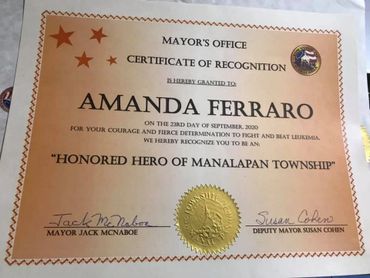 MAYOR'S OFFICE
CERTIFICATE OF RECOGNITION
IS HEREBY GRANTED TO:
AMANDA FERRARO
ON THE 23RD DAY OF SEPTEMBER, 2020
FOR YOUR COURAGE AND FIERCE DETERMINATION TO FIGHT AND BEAT LEUKEMIA.
WE HEREBY RECOGNIZE YOU TO BE AN:
"HONORED HERO OF MANALAPAN TOWNSHIP"
Jack McNaboe
MAYOR JACK MCNABOE
Susan Cohen
DEPUTY MAYOR SUSAN COHEN